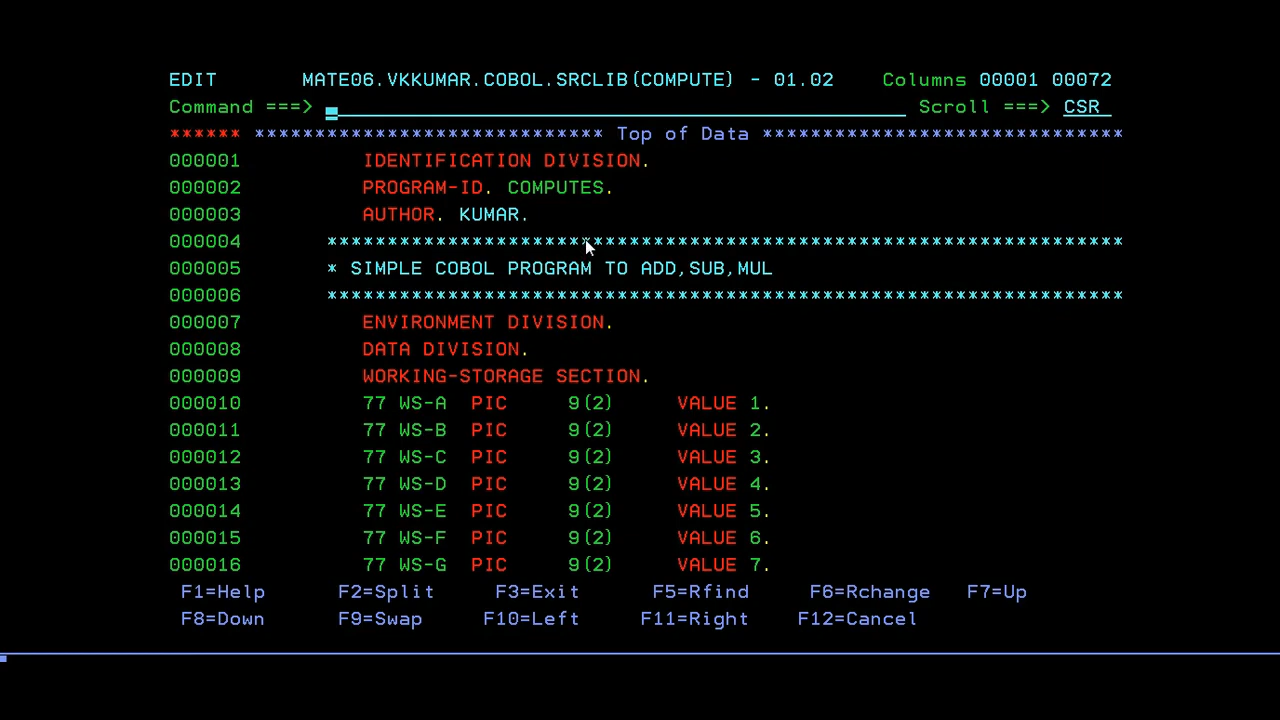 EDIT MATE06.VKKUMAR.COBOL.SRCLIB(COMPUTE) - 01.02 Columns 00001 00072
Command ===> Scroll ===> CSR
****** ***************************** Top of Data ******************************
000001 IDENTIFICATION DIVISION.
000002 PROGRAM-ID. COMPUTES.
000003 AUTHOR. KUMAR.
000004 ******************************************************************
000005 * SIMPLE COBOL PROGRAM TO ADD,SUB,MUL
000006 ******************************************************************
000007 ENVIRONMENT DIVISION.
000008 DATA DIVISION.
000009 WORKING-STORAGE SECTION.
000010 77 WS-A PIC 9(2) VALUE 1.
000011 77 WS-B PIC 9(2) VALUE 2.
000012 77 WS-C PIC 9(2) VALUE 3.
000013 77 WS-D PIC 9(2) VALUE 4.
000014 77 WS-E PIC 9(2) VALUE 5.
000015 77 WS-F PIC 9(2) VALUE 6.
000016 77 WS-G PIC 9(2) VALUE 7.
F1=Help F2=Split F3=Exit F5=Rfind F6=Rchange F7=Up
F8=Down F9=Swap F10=Left F11=Right F12=Cancel